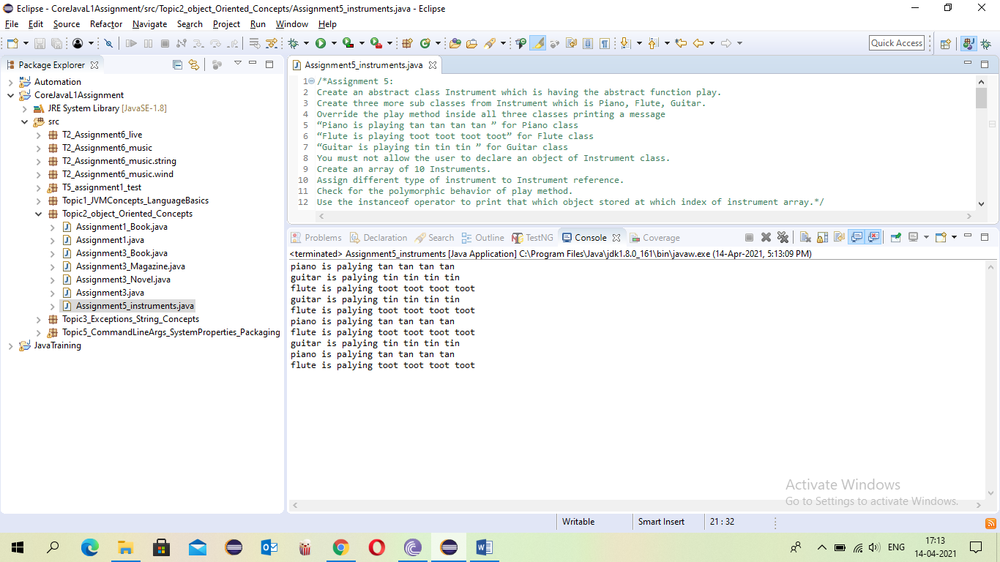 Eclipse - CoreJavaL1Assignment/src/Topic2_object_Oriented_Concepts/Assignment5_instruments.java - Eclipse
File Edit Source Refactor Navigate Search Project Run Window Help
Quick Access
Package Explorer
Automation
CoreJavaL1Assignment
JRE System Library [JavaSE-1.8]
src
T2_Assignment6_live
T2_Assignment6_music
T2_Assignment6_music.string
T2_Assignment6_music.wind
T5_assignment1_test
Topic1_JVMConcepts_LanguageBasics
Topic2_object_Oriented_Concepts
Assignment1_Book.java
Assignment1.java
Assignment3_Book.java
Assignment3_Magazine.java
Assignment3_Novel.java
Assignment3.java
Assignment5_instruments.java
Topic3_Exceptions_String_Concepts
Topic5_CommandLineArgs_SystemProperties_Packaging
JavaTraining
Assignment5_instruments.java
1 /*Assignment 5:
2 Create an abstract class Instrument which is having the abstract function play.
3 Create three more sub classes from Instrument which is Piano, Flute, Guitar.
4 Override the play method inside all three classes printing a message
5 “Piano is playing tan tan tan tan ” for Piano class
6 “Flute is playing toot toot toot toot” for Flute class
7 “Guitar is playing tin tin tin ” for Guitar class
8 You must not allow the user to declare an object of Instrument class.
9 Create an array of 10 Instruments.
10 Assign different type of instrument to Instrument reference.
11 Check for the polymorphic behavior of play method.
12 Use the instanceof operator to print that which object stored at which index of instrument array.*/
Problems Declaration Search Outline TestNG Console Coverage
<terminated> Assignment5_instruments [Java Application] C:\Program Files\Java\jdk1.8.0_161\bin\javaw.exe (14-Apr-2021, 5:13:09 PM)
piano is palying tan tan tan tan
guitar is palying tin tin tin tin
flute is palying toot toot toot toot
guitar is palying tin tin tin tin
flute is palying toot toot toot toot
piano is palying tan tan tan tan
flute is palying toot toot toot toot
guitar is palying tin tin tin tin
piano is palying tan tan tan tan
flute is palying toot toot toot toot
Activate Windows
Go to Settings to activate Windows.
Writable Smart Insert 21 : 32
ENG
17:13
14-04-2021